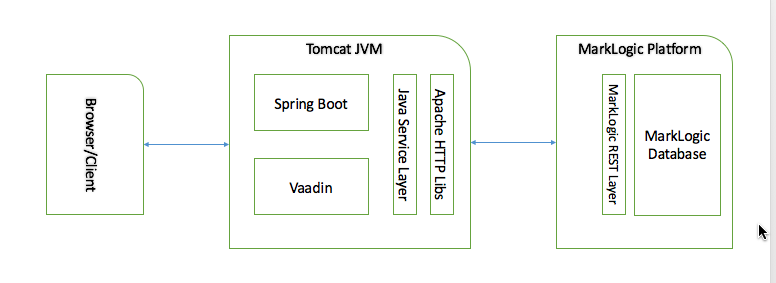 Tomcat JVM
MarkLogic Platform
Browser/Client
Spring Boot
Vaadin
Java Service Layer
Apache HTTP Libs
MarkLogic REST Layer
MarkLogic
Database